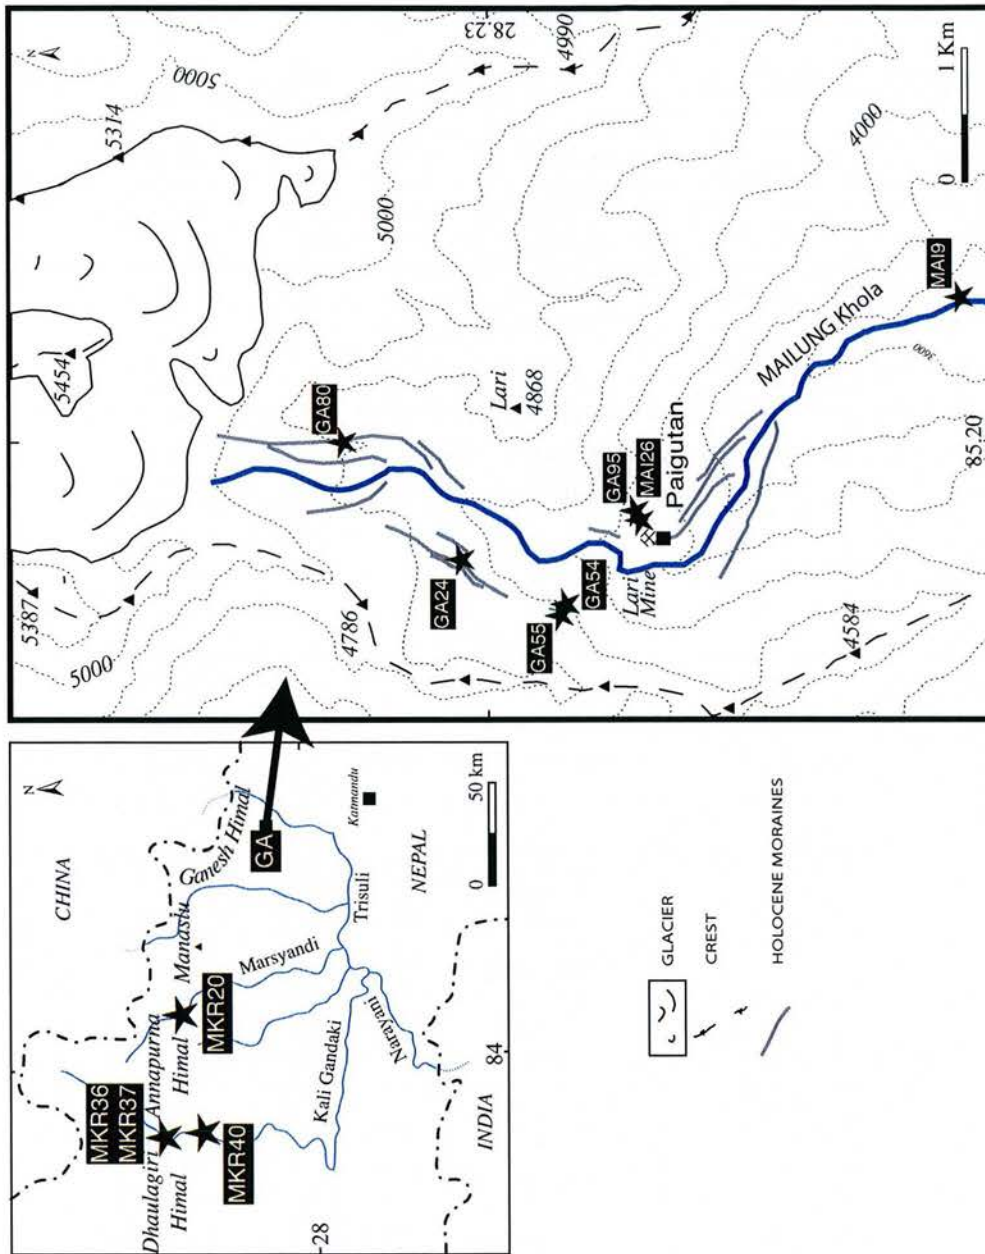 CHINA
N
Dhaulagiri
Himal
Annapurna
Himal
Manaslu
Ganesh Himal
MKR36
MKR37
MKR40
MKR20
GA
Marsyandi
Trisuli
Katmandu
Kali Gandaki
Narayani
NEPAL
INDIA
28
84
0
50 km
GLACIER
CREST
HOLOCENE MORAINES
N
5387
5454
5314
5000
5000
5000
4786
4990
28.23
GA80
GA24
Lari
4868
GA55
GA54
GA95
MAI26
Paigutan
Lari
Mine
4584
MAILUNG Khola
3600
4000
MAI9
85.20
0
1 Km